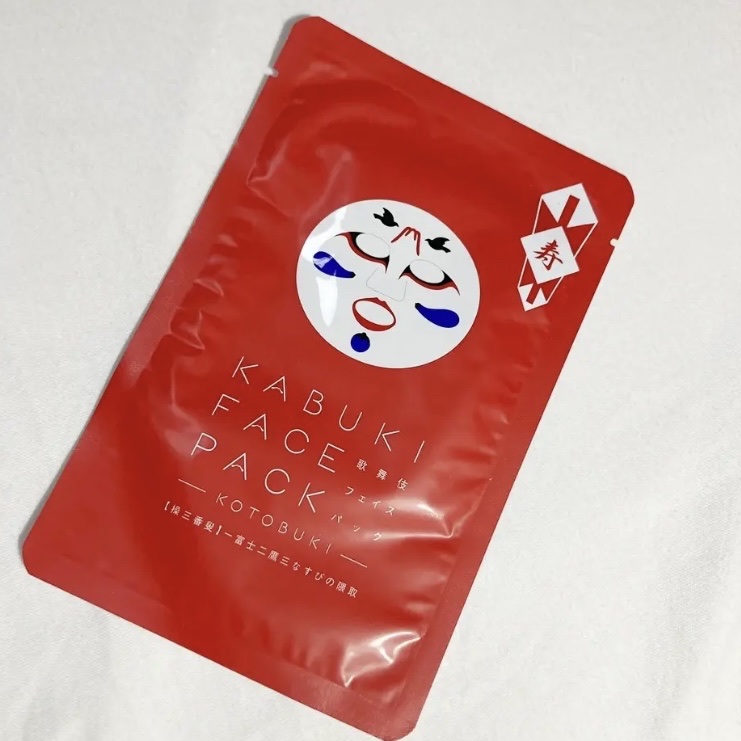 寿
KABUKI
FACE
PACK
歌舞伎
フェイス
パック
— KOTOBUKI —
【操三番叟】一富士二鷹三なすびの隈取